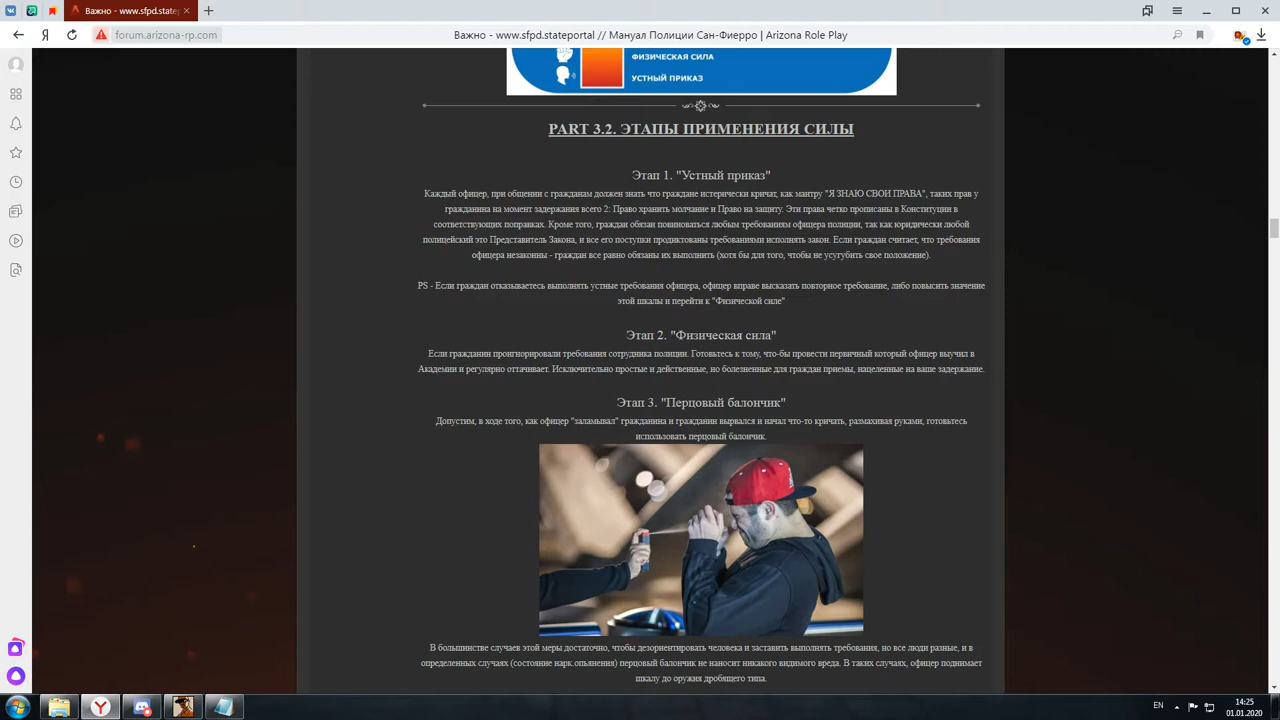 Важно - www.sfpd.state
forum.arizona-rp.com
Важно - www.sfpd.stateportal // Мануал Полиции Сан-Фиерро | Arizona Role Play
ФИЗИЧЕСКАЯ СИЛА
УСТНЫЙ ПРИКАЗ
PART 3.2. ЭТАПЫ ПРИМЕНЕНИЯ СИЛЫ
Этап 1. "Устный приказ"
Каждый офицер, при общении с гражданам должен знать что граждане истерически кричат, как мантру "Я ЗНАЮ СВОИ ПРАВА", таких прав у
гражданина на момент задержания всего 2: Право хранить молчание и Право на защиту. Эти права четко прописаны в Конституции в
соответствующих поправках. Кроме того, граждан обязан повиноваться любым требованиям офицера полиции, так как юридически любой
полицейский это Представитель Закона, и все его поступки продиктованы требованиями исполнять закон. Если граждан считает, что требования
офицера незаконны - граждан все равно обязаны их выполнить (хотя бы для того, чтобы не усугубить свое положение).
PS - Если граждан отказываетесь выполнять устные требования офицера, офицер вправе высказать повторное требование, либо повысить значение
этой шкалы и перейти к "Физической силе"
Этап 2. "Физическая сила"
Если гражданин проигнорировали требования сотрудника полиции. Готовьтесь к тому, что-бы провести первичный который офицер выучил в
Академии и регулярно оттачивает. Исключительно простые и действенные, но болезненные для граждан приемы, нацеленные на ваше задержание.
Этап 3. "Перцовый балончик"
Допустим, в ходе того, как офицер "заламывал" гражданина и гражданин вырвался и начал что-то кричать, размахивая руками, готовьтесь
использовать перцовый балончик.
В большинстве случаев этой меры достаточно, чтобы дезориентировать человека и заставить выполнять требования, но все люди разные, и в
определенных случаях (состояние нарк.опьянения) перцовый балончик не наносит никакого видимого вреда. В таких случаях, офицер поднимает
шкалу до оружия дробящего типа.
EN
14:25
01.01.2020